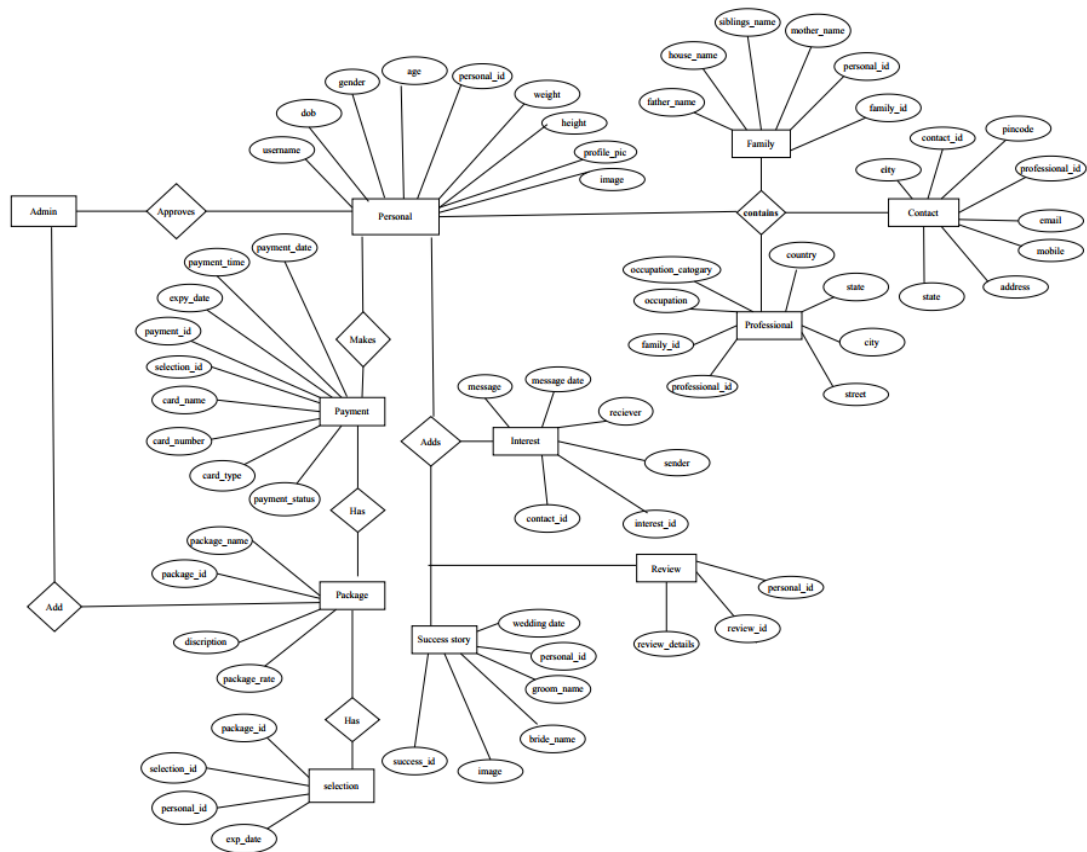 siblings_name
mother_name
house_name
personal_id
father_name
family_id
Family
age
personal_id
gender
weight
dob
height
username
profile_pic
image
contact_id
pincode
city
professional_id
Admin
Approves
Personal
contains
Contact
email
mobile
address
state
payment_date
payment_time
expy_date
payment_id
selection_id
card_name
card_number
card_type
payment_status
Makes
Payment
country
occupation_catogary
state
occupation
Professional
family_id
city
professional_id
street
message
message date
reciever
Adds
Interest
sender
contact_id
interest_id
Has
package_name
package_id
Package
Add
discription
package_rate
Review
personal_id
review_id
review_details
Success story
wedding date
personal_id
groom_name
bride_name
success_id
image
Has
package_id
selection_id
selection
personal_id
exp_date